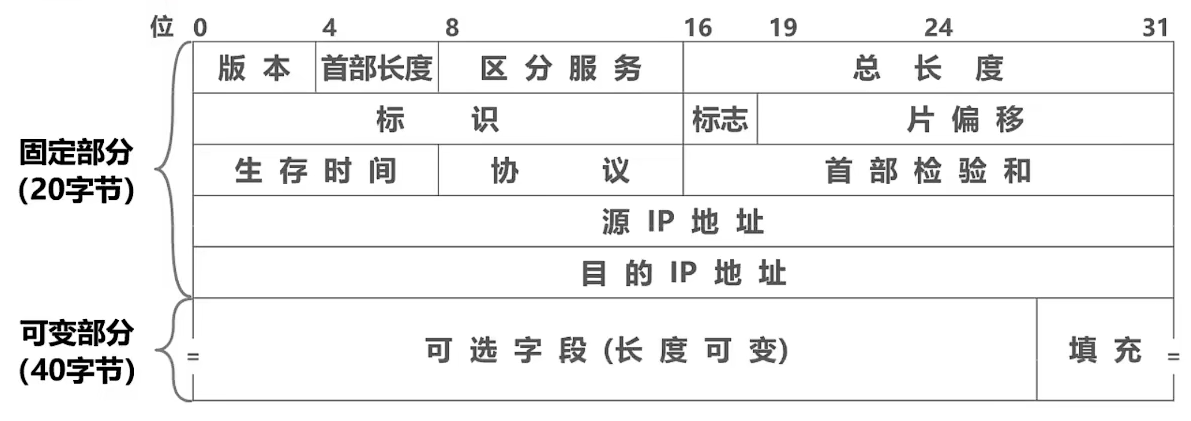 位 0 4 8 16 19 24 31
版 本 首部长度 区 分 服 务 总 长 度
标 识 标志 片 偏 移
固定部分
(20字节)
生 存 时 间 协 议 首 部 检 验 和
源 IP 地 址
目 的 IP 地 址
可变部分
(40字节)
= 可 选 字 段 (长 度 可 变) 填 充 =